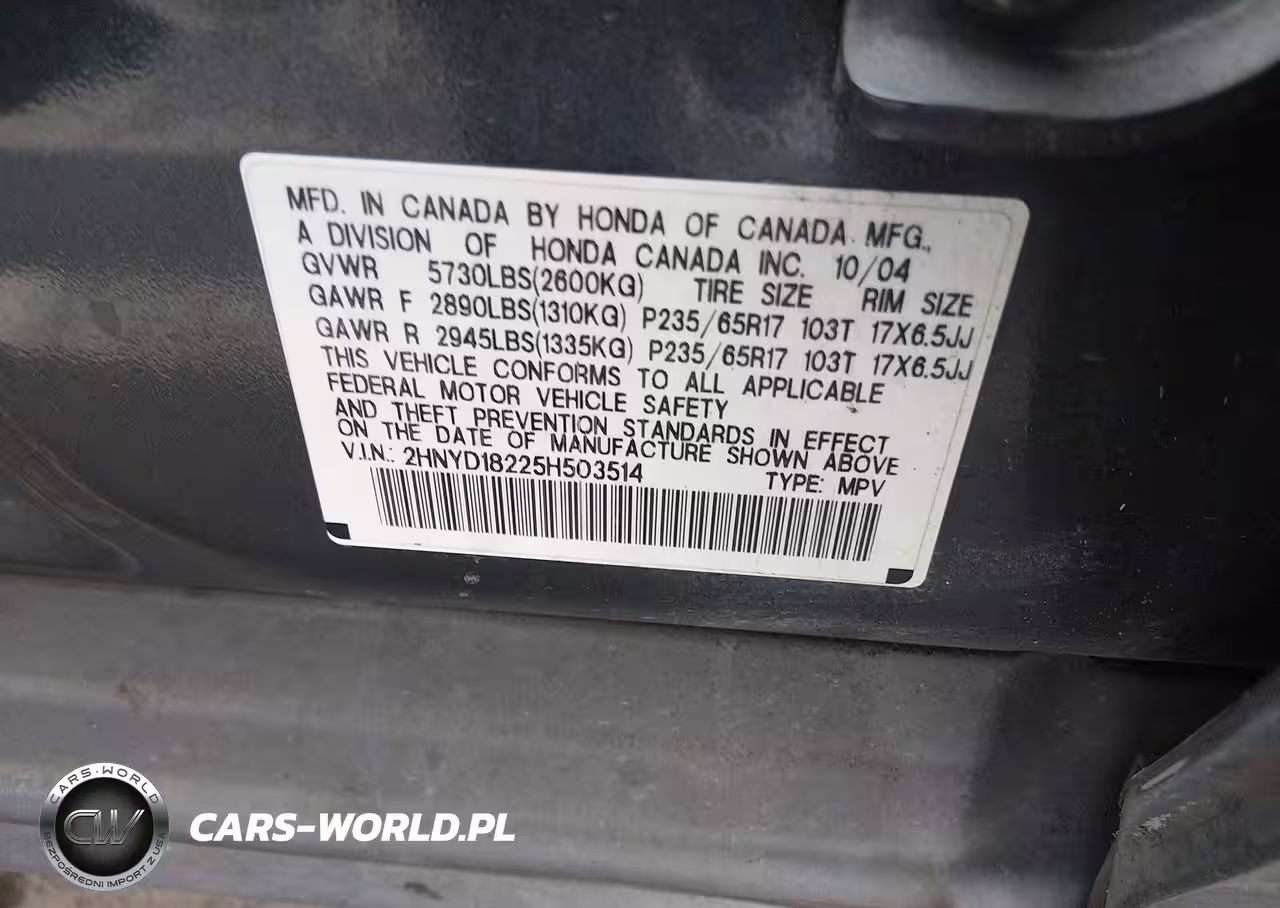 MFD. IN CANADA BY HONDA OF CANADA MFG.,
A DIVISION OF HONDA CANADA INC. 10/04
GVWR 5730LBS(2600KG) TIRE SIZE RIM SIZE
GAWR F 2890LBS(1310KG) P235/65R17 103T 17X6.5JJ
GAWR R 2945LBS(1335KG) P235/65R17 103T 17X6.5JJ
THIS VEHICLE CONFORMS TO ALL APPLICABLE
FEDERAL MOTOR VEHICLE SAFETY
AND THEFT PREVENTION STANDARDS IN EFFECT
ON THE DATE OF MANUFACTURE SHOWN ABOVE
V.I.N.: 2HNYD18225H503514 TYPE: MPV
CARS-WORLD
CW
BEZPOŚREDNI IMPORT Z USA
CARS-WORLD.PL